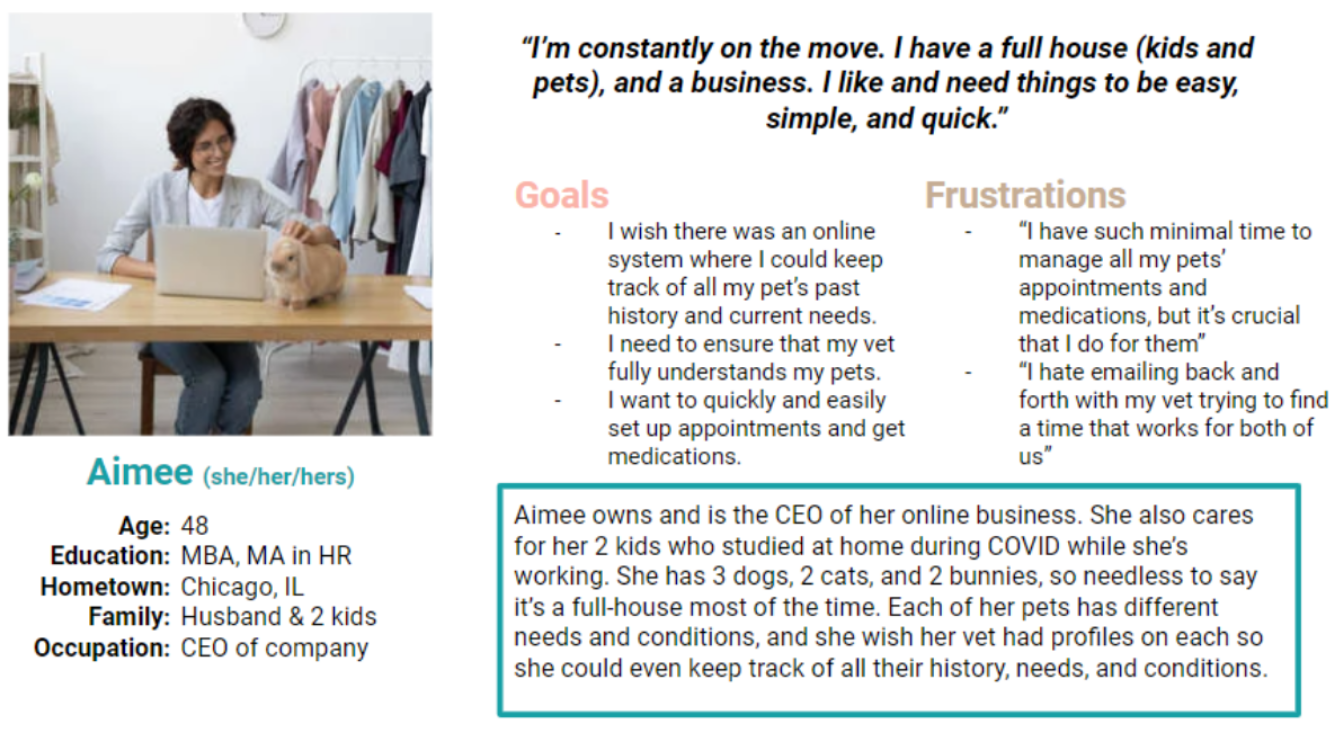 “I’m constantly on the move. I have a full house (kids and
pets), and a business. I like and need things to be easy,
simple, and quick.”
Goals
- I wish there was an online
system where I could keep
track of all my pet’s past
history and current needs.
- I need to ensure that my vet
fully understands my pets.
- I want to quickly and easily
set up appointments and get
medications.
Frustrations
- “I have such minimal time to
manage all my pets’
appointments and
medications, but it’s crucial
that I do for them”
- “I hate emailing back and
forth with my vet trying to find
a time that works for both of
us”
Aimee (she/her/hers)
Age: 48
Education: MBA, MA in HR
Hometown: Chicago, IL
Family: Husband & 2 kids
Occupation: CEO of company
Aimee owns and is the CEO of her online business. She also cares
for her 2 kids who studied at home during COVID while she’s
working. She has 3 dogs, 2 cats, and 2 bunnies, so needless to say
it’s a full-house most of the time. Each of her pets has different
needs and conditions, and she wish her vet had profiles on each so
she could even keep track of all their history, needs, and conditions.